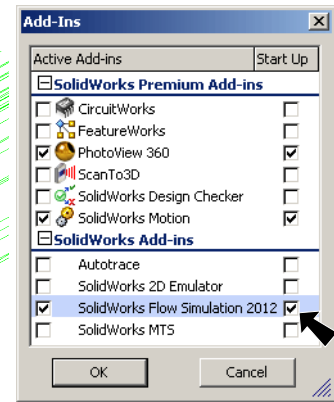 Add-Ins
Active Add-ins Start Up
SolidWorks Premium Add-ins
CircuitWorks
FeatureWorks
PhotoView 360
ScanTo3D
SolidWorks Design Checker
SolidWorks Motion
SolidWorks Add-ins
Autotrace
SolidWorks 2D Emulator
SolidWorks Flow Simulation 2012
SolidWorks MTS
OK Cancel